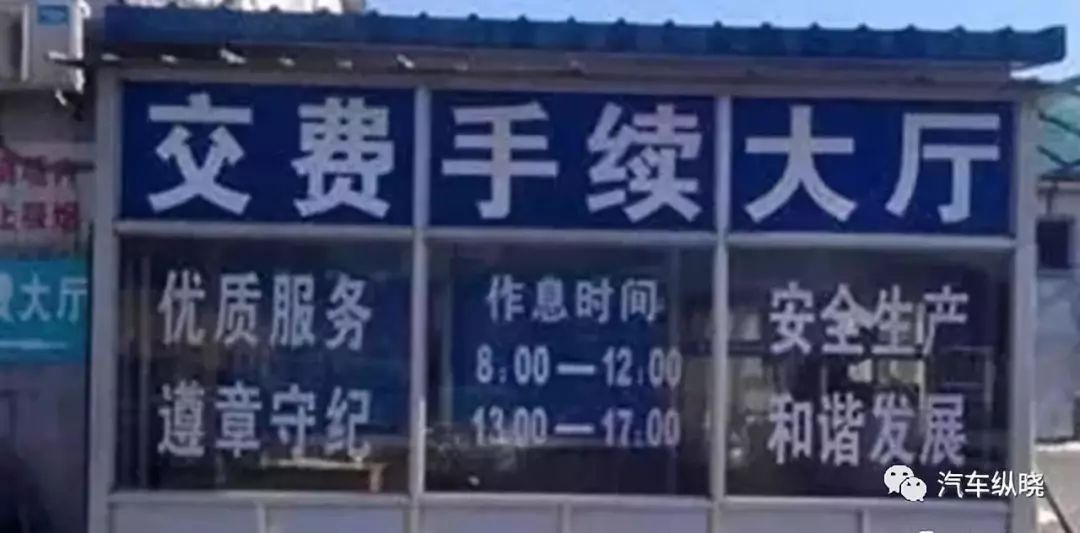 交费手续大厅
优质服务
遵章守纪
作息时间
8:00—12:00
13:00—17:00
安全生产
和谐发展
大厅
汽车纵晓